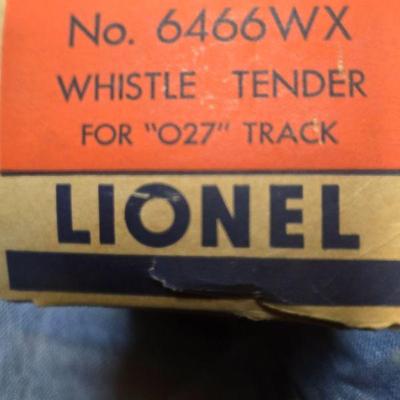 No. 6466WX
WHISTLE TENDER
FOR "O27" TRACK
LIONEL